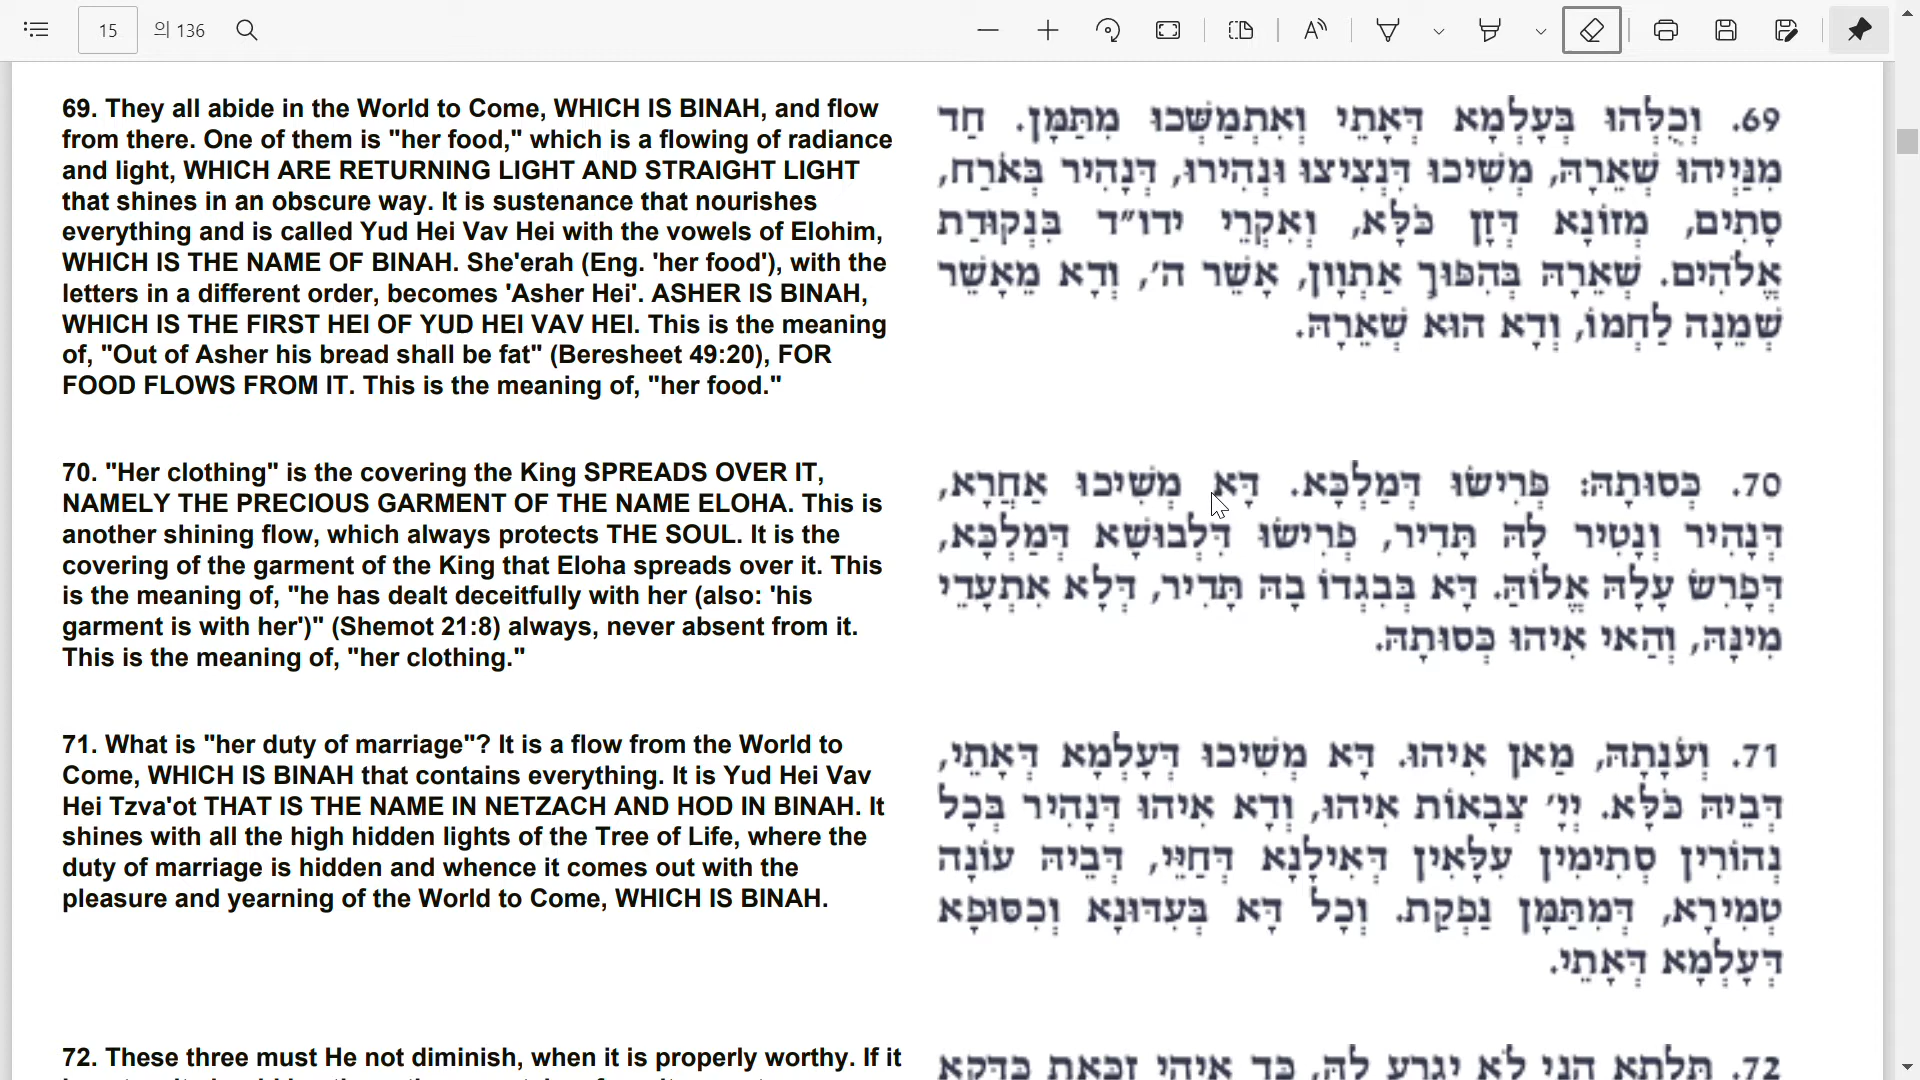 15 의 136
69. They all abide in the World to Come, WHICH IS BINAH, and flow
from there. One of them is "her food," which is a flowing of radiance
and light, WHICH ARE RETURNING LIGHT AND STRAIGHT LIGHT
that shines in an obscure way. It is sustenance that nourishes
everything and is called Yud Hei Vav Hei with the vowels of Elohim,
WHICH IS THE NAME OF BINAH. She'erah (Eng. 'her food'), with the
letters in a different order, becomes 'Asher Hei'. ASHER IS BINAH,
WHICH IS THE FIRST HEI OF YUD HEI VAV HEI. This is the meaning
of, "Out of Asher his bread shall be fat" (Beresheet 49:20), FOR
FOOD FLOWS FROM IT. This is the meaning of, "her food."
69. וְכֻלְּהוּ בְּעָלְמָא דְּאָתֵי וְאִתְמַשְּׁכוּ מִתַּמָּן. חַד
מִנַּיְיהוּ שְׁאֵרָהּ, מְשִׁיכוּ דִּנְצִיצוּ וּנְהִירוּ, דְּנָהִיר בְּאֹרַח,
סָתִים, מְזוֹנָא דְּזָן כֹּלָּא, וְאִקְרֵי ידו״ד בִּנְקוּדַת
אֱלֹהִים. שְׁאֵרָהּ בְּהִפּוּךְ אַתְוָון, אָשֵׁר ה׳, וְדָא מֵאָשֵׁר
שְׁמֵנָה לַחְמוֹ, וְדָא הוּא שְׁאֵרָהּ.
70. "Her clothing" is the covering the King SPREADS OVER IT,
NAMELY THE PRECIOUS GARMENT OF THE NAME ELOHA. This is
another shining flow, which always protects THE SOUL. It is the
covering of the garment of the King that Eloha spreads over it. This
is the meaning of, "he has dealt deceitfully with her (also: 'his
garment is with her')" (Shemot 21:8) always, never absent from it.
This is the meaning of, "her clothing."
70. כְּסוּתָהּ: פְּרִישׂוּ דְּמַלְכָּא. דָּא מְשִׁיכוּ אַחֲרָא,
דְּנָהִיר וְנָטִיר לָהּ תָּדִיר, פְּרִישׂוּ דִּלְבוּשָׁא דְּמַלְכָּא,
דְּפָרִשׂ עָלָהּ אֱלוֹהַּ. דָּא בְּבִגְדוֹ בָהּ תָּדִיר, דְּלָא אִתְעָדֵי
מִינָּהּ, וְהַאי אִיהוּ כְּסוּתָהּ.
71. What is "her duty of marriage"? It is a flow from the World to
Come, WHICH IS BINAH that contains everything. It is Yud Hei Vav
Hei Tzva'ot THAT IS THE NAME IN NETZACH AND HOD IN BINAH. It
shines with all the high hidden lights of the Tree of Life, where the
duty of marriage is hidden and whence it comes out with the
pleasure and yearning of the World to Come, WHICH IS BINAH.
71. וְעֹנָתָהּ, מַאן אִיהוּ. דָּא מְשִׁיכוּ דְּעָלְמָא דְּאָתֵי,
דְּבֵיהּ כֹּלָּא. יְיָ׳ צְבָאוֹת אִיהוּ, וְדָא אִיהוּ דְּנָהִיר בְּכָל
נְהוֹרִין סְתִימִין עִלָּאִין דְּאִילָנָא דְּחַיֵּי, דְּבֵיהּ עוֹנָה
טְמִירָא, דְּמִתַּמָּן נַפְקַת. וְכָל דָּא בְּעִדּוּנָא וְכִסּוּפָא
דְּעָלְמָא דְּאָתֵי.
72. These three must He not diminish, when it is properly worthy. If it
72. תְּלָתָא הֲנֵי לֹא יִגְרַע לָהּ, כַּד אִיהִי זַכָּאת כַּדְּקָא